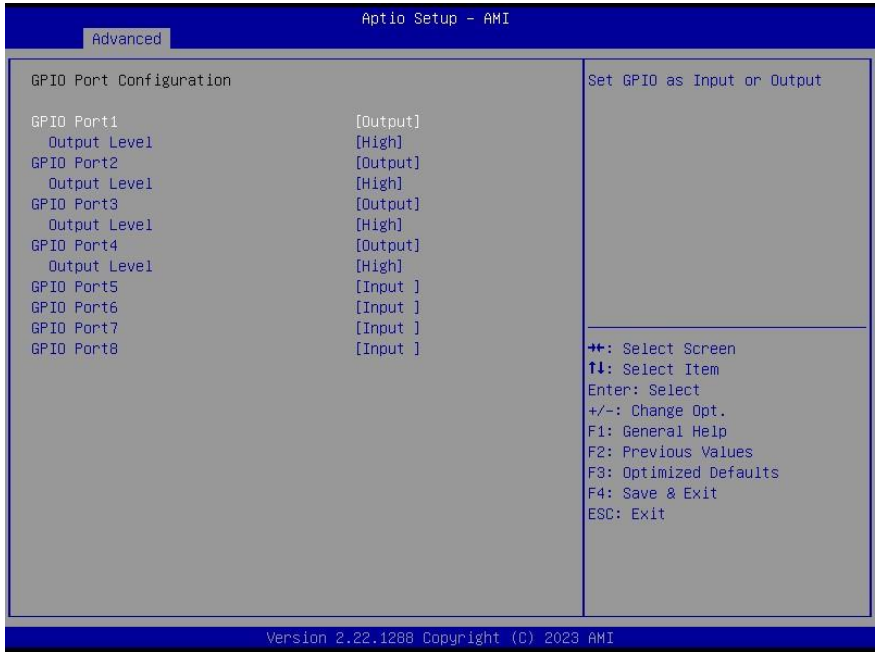 Aptio Setup – AMI
Advanced
GPIO Port Configuration
GPIO Port1 [Output]
Output Level [High]
GPIO Port2 [Output]
Output Level [High]
GPIO Port3 [Output]
Output Level [High]
GPIO Port4 [Output]
Output Level [High]
GPIO Port5 [Input ]
GPIO Port6 [Input ]
GPIO Port7 [Input ]
GPIO Port8 [Input ]
Set GPIO as Input or Output
→←: Select Screen
↑↓: Select Item
Enter: Select
+/-: Change Opt.
F1: General Help
F2: Previous Values
F3: Optimized Defaults
F4: Save & Exit
ESC: Exit
Version 2.22.1288 Copyright (C) 2023 AMI